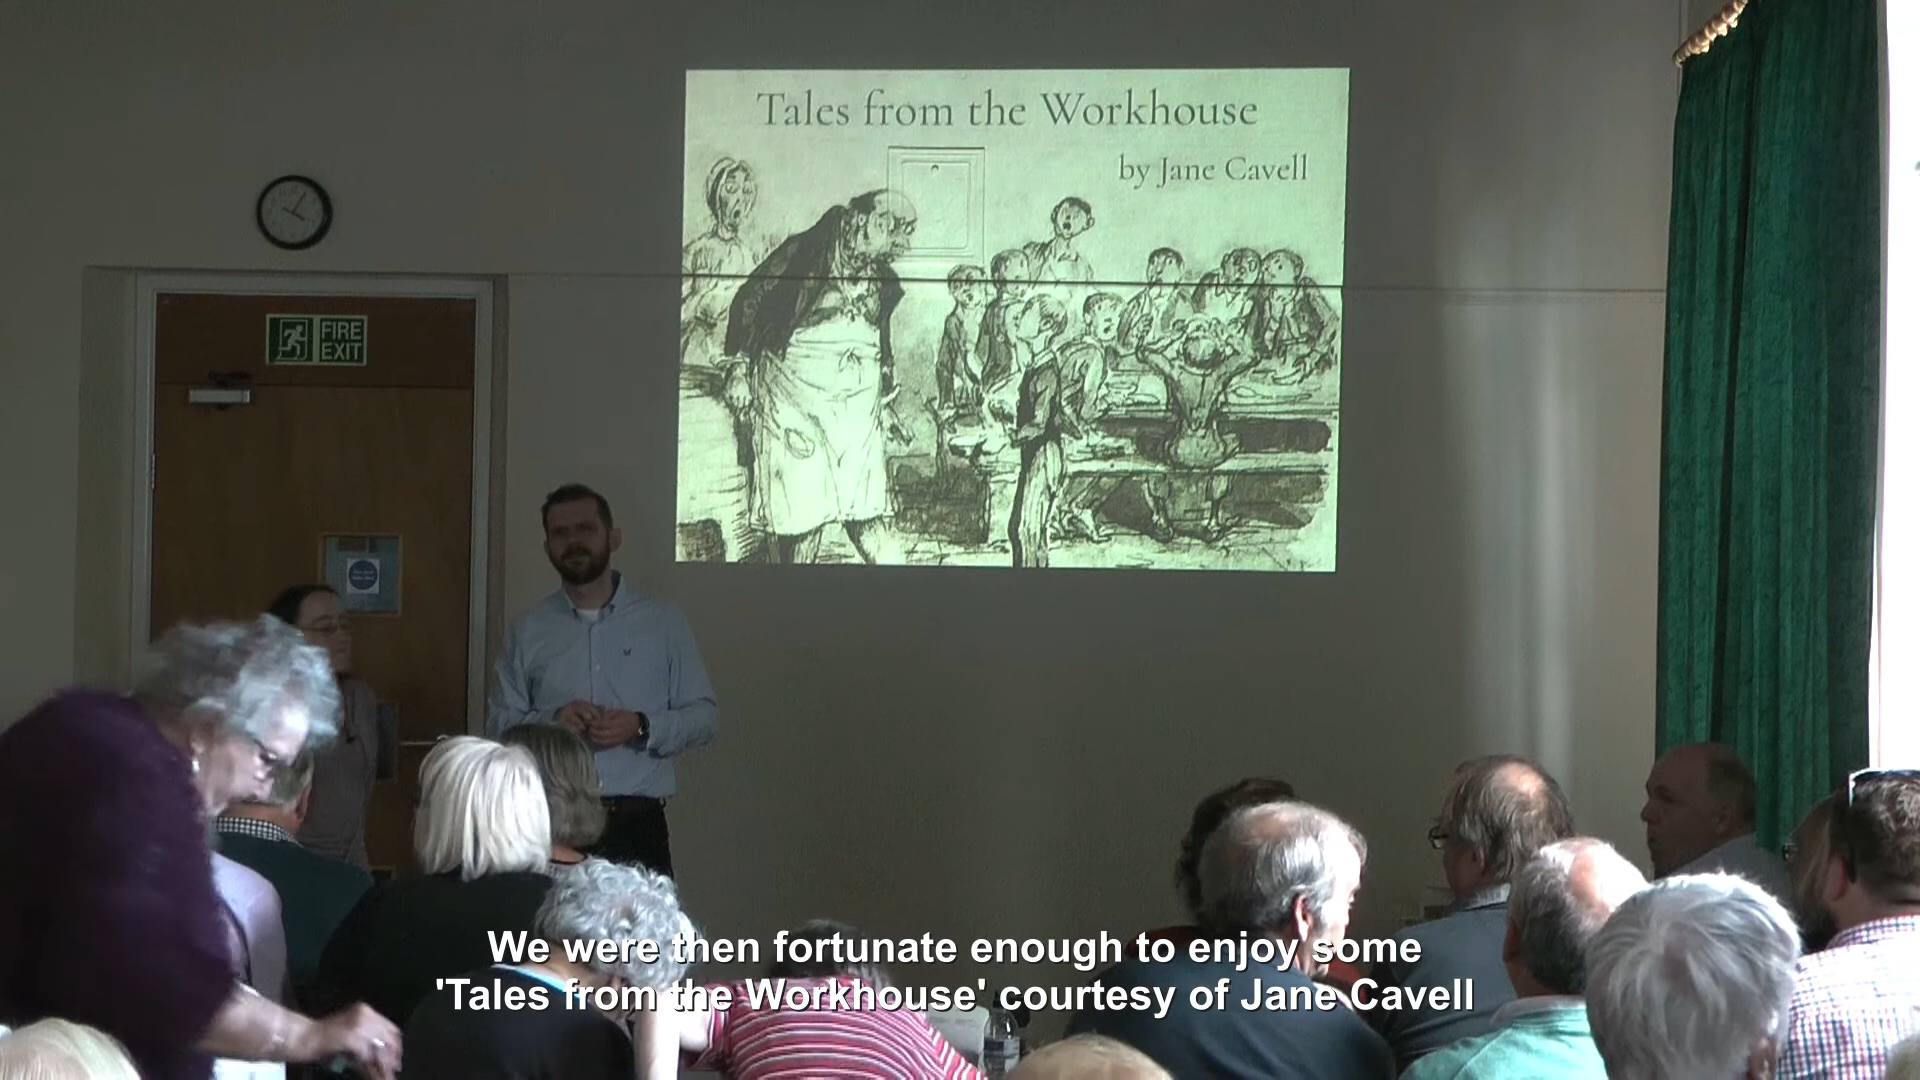 Tales from the Workhouse
by Jane Cavell
FIRE
EXIT
We were then fortunate enough to enjoy some
'Tales from the Workhouse' courtesy of Jane Cavell